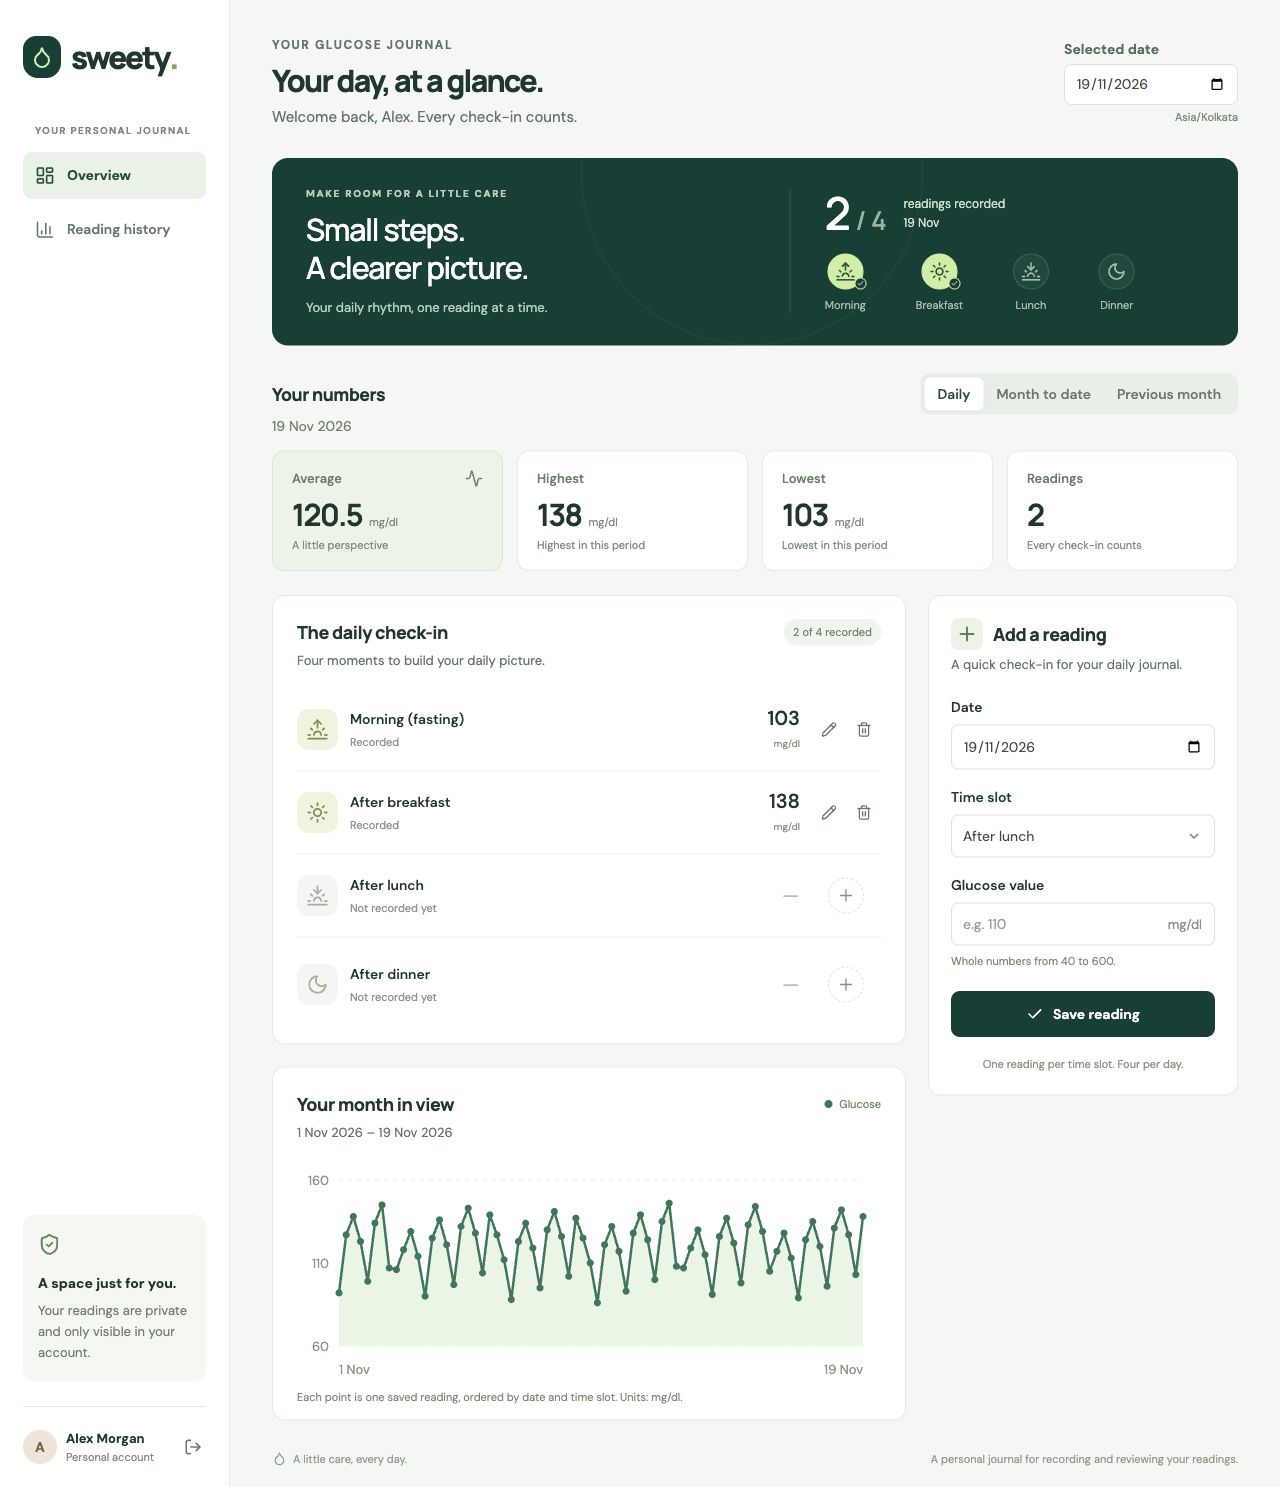 sweety.
YOUR PERSONAL JOURNAL
Overview
Reading history
A space just for you.
Your readings are private
and only visible in your
account.
A
Alex Morgan
Personal account
YOUR GLUCOSE JOURNAL
Your day, at a glance.
Welcome back, Alex. Every check-in counts.
Selected date
19/11/2026
Asia/Kolkata
MAKE ROOM FOR A LITTLE CARE
Small steps.
A clearer picture.
Your daily rhythm, one reading at a time.
2 / 4
readings recorded
19 Nov
Morning
Breakfast
Lunch
Dinner
Your numbers
19 Nov 2026
Daily
Month to date
Previous month
Average
120.5 mg/dl
A little perspective
Highest
138 mg/dl
Highest in this period
Lowest
103 mg/dl
Lowest in this period
Readings
2
Every check-in counts
The daily check-in
2 of 4 recorded
Four moments to build your daily picture.
Morning (fasting)
Recorded
103
mg/dl
After breakfast
Recorded
138
mg/dl
After lunch
Not recorded yet
—
After dinner
Not recorded yet
—
Add a reading
A quick check-in for your daily journal.
Date
19/11/2026
Time slot
After lunch
Glucose value
e.g. 110
mg/dl
Whole numbers from 40 to 600.
Save reading
One reading per time slot. Four per day.
Your month in view
Glucose
1 Nov 2026 – 19 Nov 2026
160
110
60
1 Nov
19 Nov
Each point is one saved reading, ordered by date and time slot. Units: mg/dl.
A little care, every day.
A personal journal for recording and reviewing your readings.